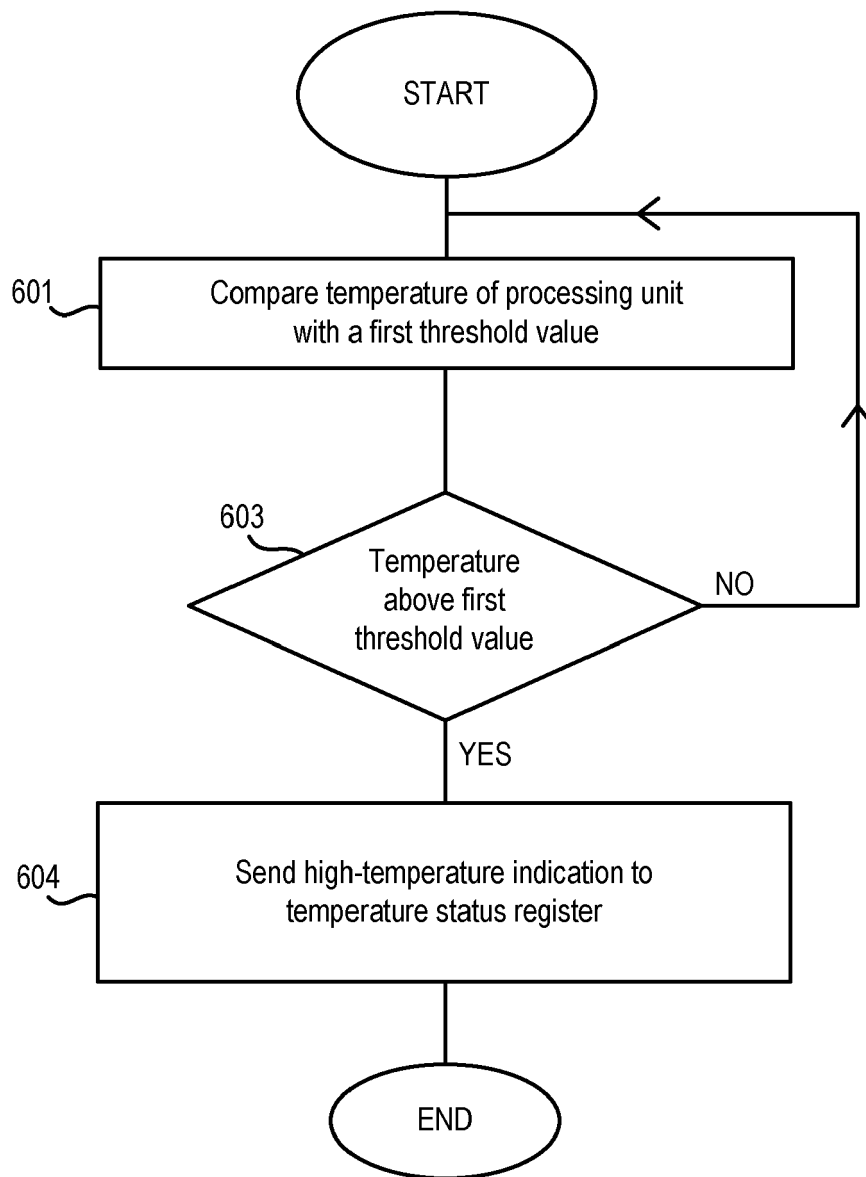 START
601
Compare temperature of processing unit
with a first threshold value
603
Temperature
above first
threshold value
NO
YES
604
Send high-temperature indication to
temperature status register
END